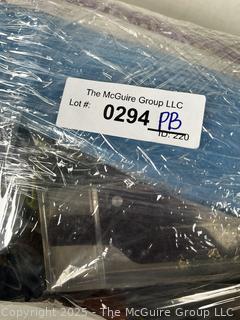 The McGuire Group LLC
Lot #: 0294 PB
ID: 220
Copyright 2025 - The McGuire Group LLC